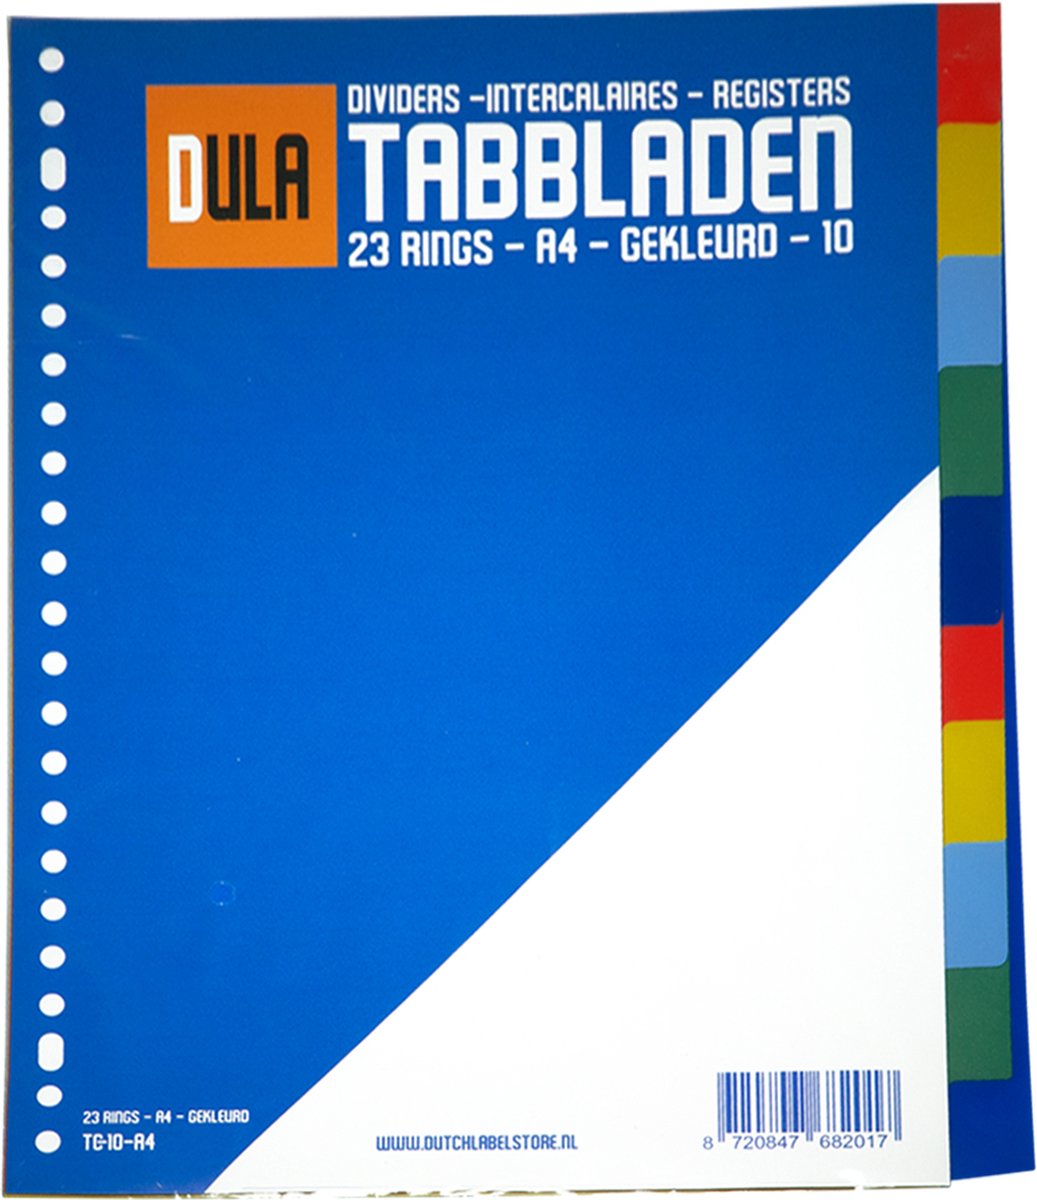 DULA
DIVIDERS -INTERCALAIRES - REGISTERS
TABBLADEN
23 RINGS - A4 - GEKLEURD - 10
23 RINGS - A4 - GEKLEURD
TC-10-A4
WWW.DUTCHLABELSTORE.NL
8 720847 682017